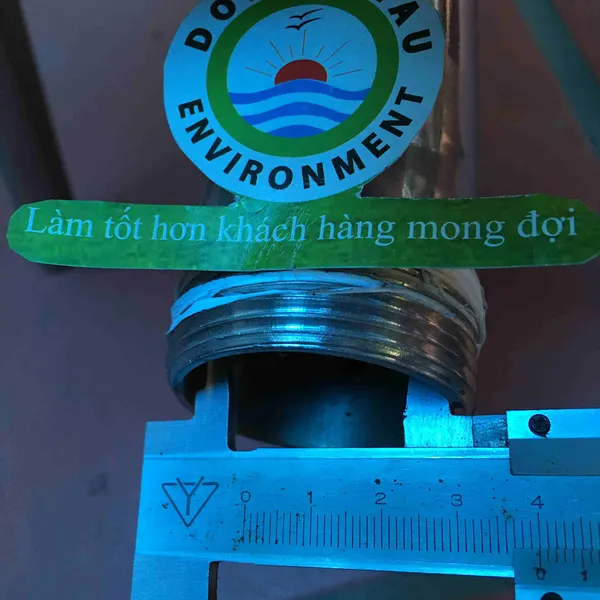 ENVIRONMENT
Làm tốt hơn khách hàng mong đợi
Y
0 1 2 3 4
0 1